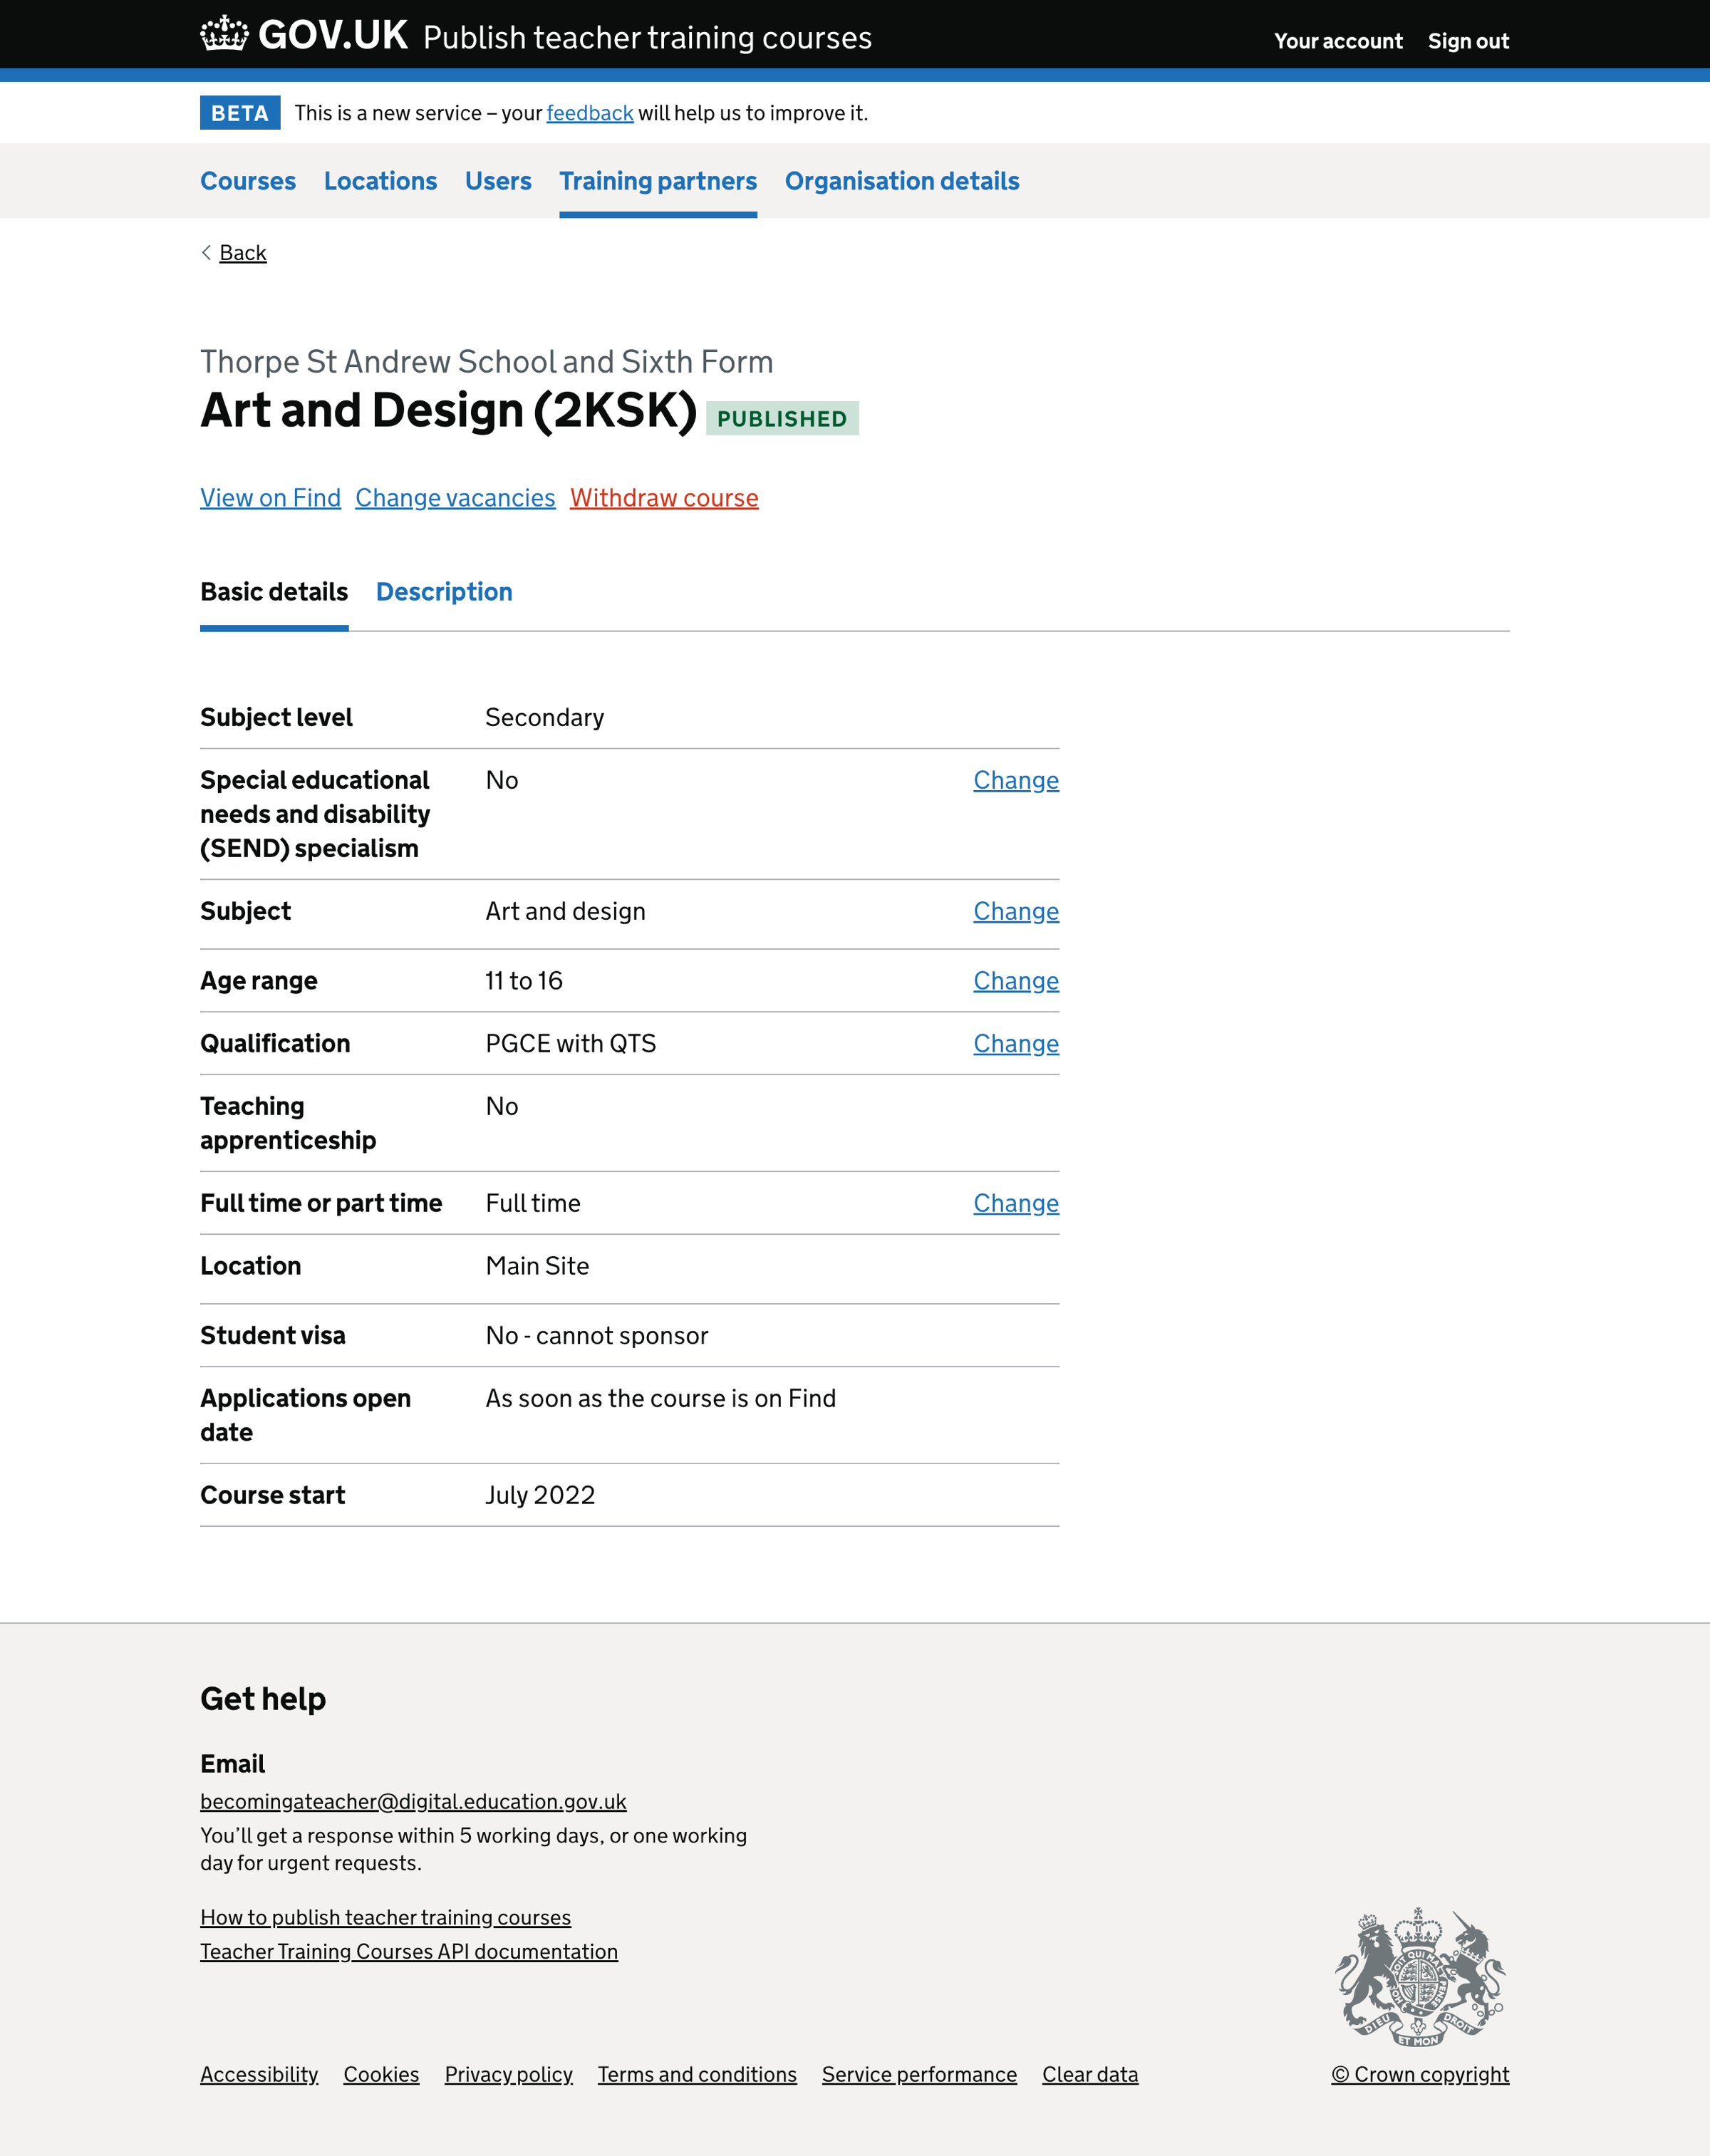 GOV.UK Publish teacher training courses
Your account Sign out
BETA This is a new service – your feedback will help us to improve it.
Courses Locations Users Training partners Organisation details
Back
Thorpe St Andrew School and Sixth Form
Art and Design (2KSK) PUBLISHED
View on Find Change vacancies Withdraw course
Basic details Description
Subject level Secondary
Special educational No Change
needs and disability
(SEND) specialism
Subject Art and design Change
Age range 11 to 16 Change
Qualification PGCE with QTS Change
Teaching No
apprenticeship
Full time or part time Full time Change
Location Main Site
Student visa No - cannot sponsor
Applications open As soon as the course is on Find
date
Course start July 2022
Get help
Email
becomingateacher@digital.education.gov.uk
You’ll get a response within 5 working days, or one working
day for urgent requests.
How to publish teacher training courses
Teacher Training Courses API documentation
DIEU ET MON DROIT
Accessibility Cookies Privacy policy Terms and conditions Service performance Clear data
© Crown copyright